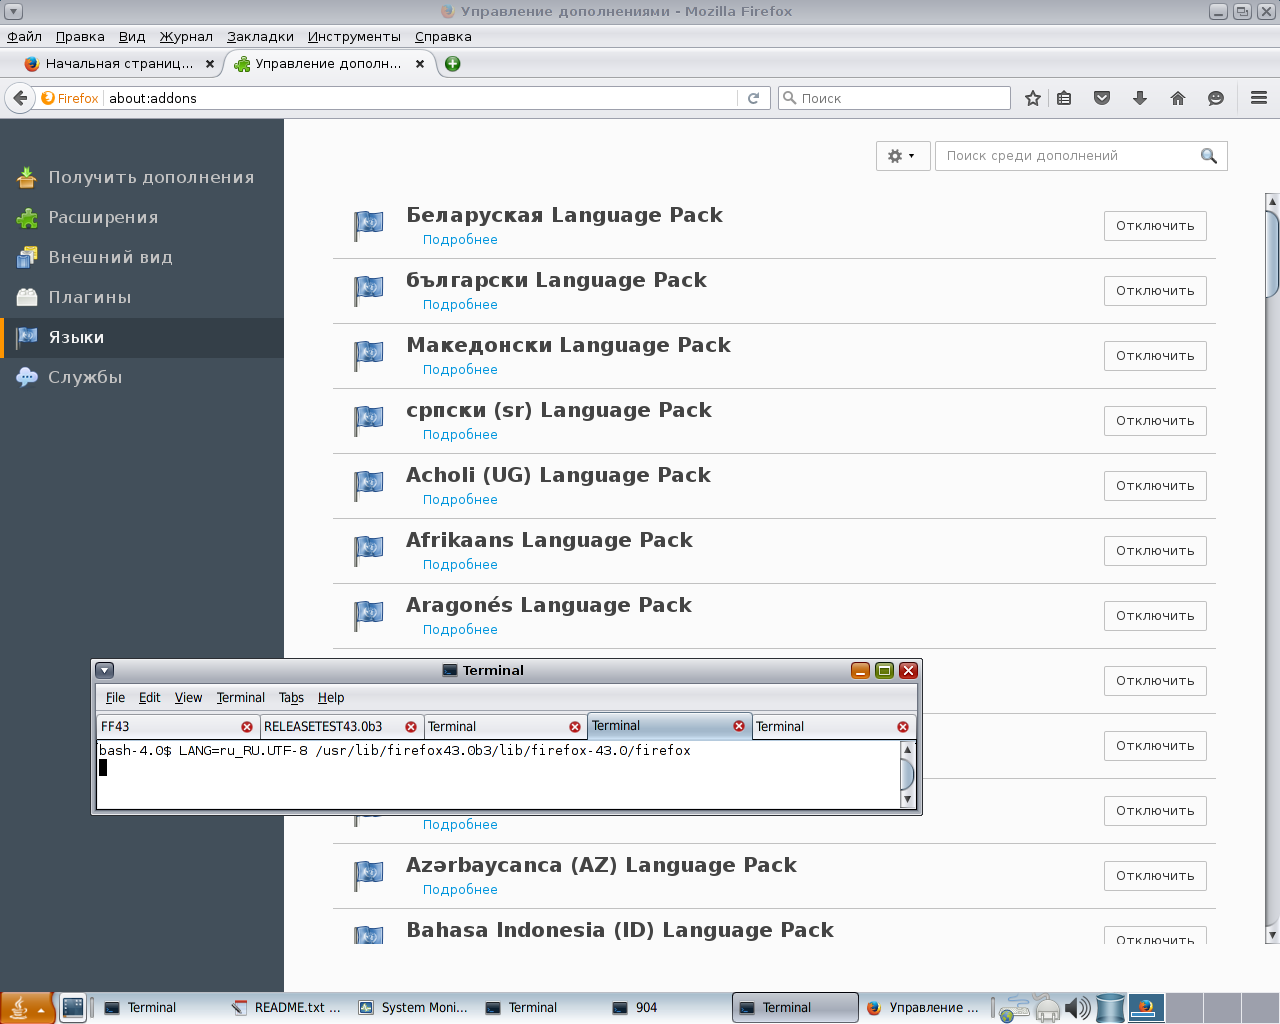 Управление дополнениями - Mozilla Firefox
Файл Правка Вид Журнал Закладки Инструменты Справка
Начальная страниц... Управление дополн...
Firefox about:addons Поиск
Поиск среди дополнений
Получить дополнения
Расширения
Внешний вид
Плагины
Языки
Службы
Беларуская Language Pack
Подробнее
Отключить
български Language Pack
Подробнее
Отключить
Македонски Language Pack
Подробнее
Отключить
српски (sr) Language Pack
Подробнее
Отключить
Acholi (UG) Language Pack
Подробнее
Отключить
Afrikaans Language Pack
Подробнее
Отключить
Aragonés Language Pack
Подробнее
Отключить
Отключить
Отключить
Подробнее
Отключить
Azərbaycanca (AZ) Language Pack
Подробнее
Отключить
Bahasa Indonesia (ID) Language Pack
Отключить
Terminal
File Edit View Terminal Tabs Help
FF43 RELEASETEST43.0b3 Terminal Terminal Terminal
bash-4.0$ LANG=ru_RU.UTF-8 /usr/lib/firefox43.0b3/lib/firefox-43.0/firefox
Terminal README.txt ... System Moni... Terminal 904 Terminal Управление ...